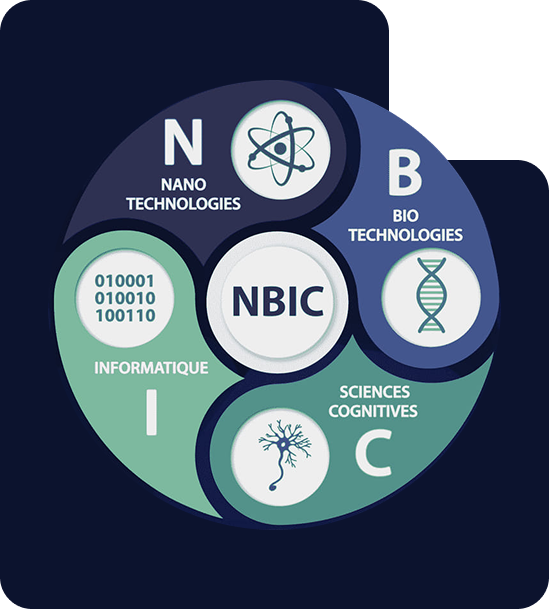 N
NANO
TECHNOLOGIES
B
BIO
TECHNOLOGIES
010001
010010
100110
NBIC
INFORMATIQUE
I
SCIENCES
COGNITIVES
C